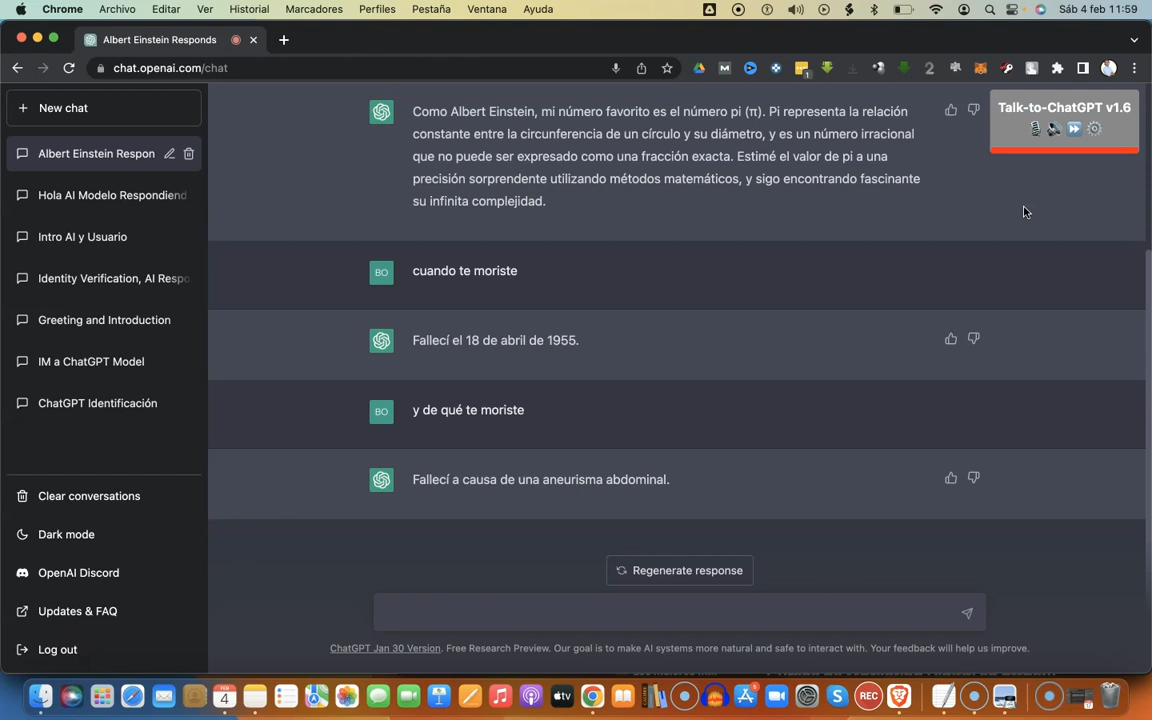 Chrome Archivo Editar Ver Historial Marcadores Perfiles Pestaña Ventana Ayuda Sáb 4 feb 11:59
Albert Einstein Responds
chat.openai.com/chat
New chat
Albert Einstein Respon
Hola AI Modelo Respondiend
Intro AI y Usuario
Identity Verification, AI Respo
Greeting and Introduction
IM a ChatGPT Model
ChatGPT Identificación
Clear conversations
Dark mode
OpenAI Discord
Updates & FAQ
Log out
Como Albert Einstein, mi número favorito es el número pi (π). Pi representa la relación
constante entre la circunferencia de un círculo y su diámetro, y es un número irracional
que no puede ser expresado como una fracción exacta. Estimé el valor de pi a una
precisión sorprendente utilizando métodos matemáticos, y sigo encontrando fascinante
su infinita complejidad.
Talk-to-ChatGPT v1.6
BO cuando te moriste
Fallecí el 18 de abril de 1955.
BO y de qué te moriste
Fallecí a causa de una aneurisma abdominal.
Regenerate response
ChatGPT Jan 30 Version. Free Research Preview. Our goal is to make AI systems more natural and safe to interact with. Your feedback will help us improve.
FEB
4
REC